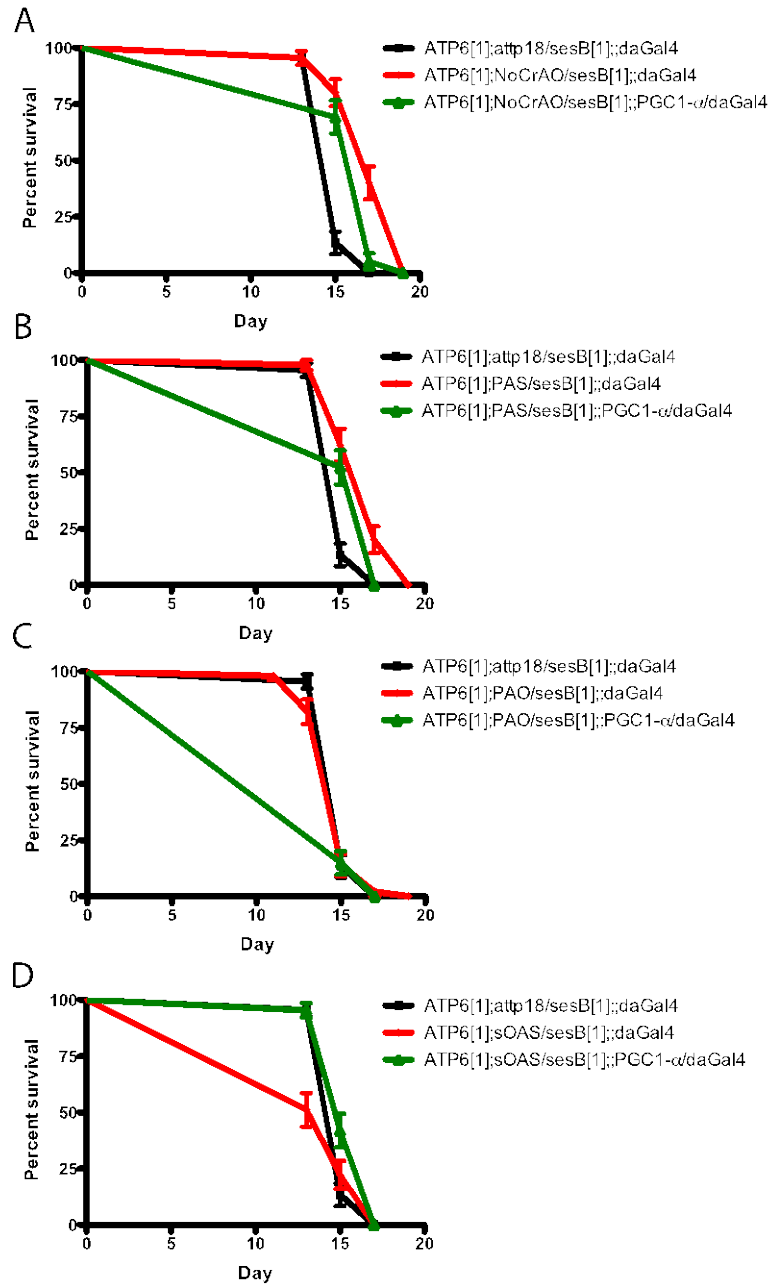 A
ATP6[1];attp18/sesB[1];;daGal4
ATP6[1];NoCrAO/sesB[1];;daGal4
ATP6[1];NoCrAO/sesB[1];;PGC1-α/daGal4
Percent survival
100
75
50
25
0
0 5 10 15 20
Day
B
ATP6[1];attp18/sesB[1];;daGal4
ATP6[1];PAS/sesB[1];;daGal4
ATP6[1];PAS/sesB[1];;PGC1-α/daGal4
Percent survival
100
75
50
25
0
0 5 10 15 20
Day
C
ATP6[1];attp18/sesB[1];;daGal4
ATP6[1];PAO/sesB[1];;daGal4
ATP6[1];PAO/sesB[1];;PGC1-α/daGal4
Percent survival
100
75
50
25
0
0 5 10 15 20
Day
D
ATP6[1];attp18/sesB[1];;daGal4
ATP6[1];sOAS/sesB[1];;daGal4
ATP6[1];sOAS/sesB[1];;PGC1-α/daGal4
Percent survival
100
75
50
25
0
0 5 10 15 20
Day